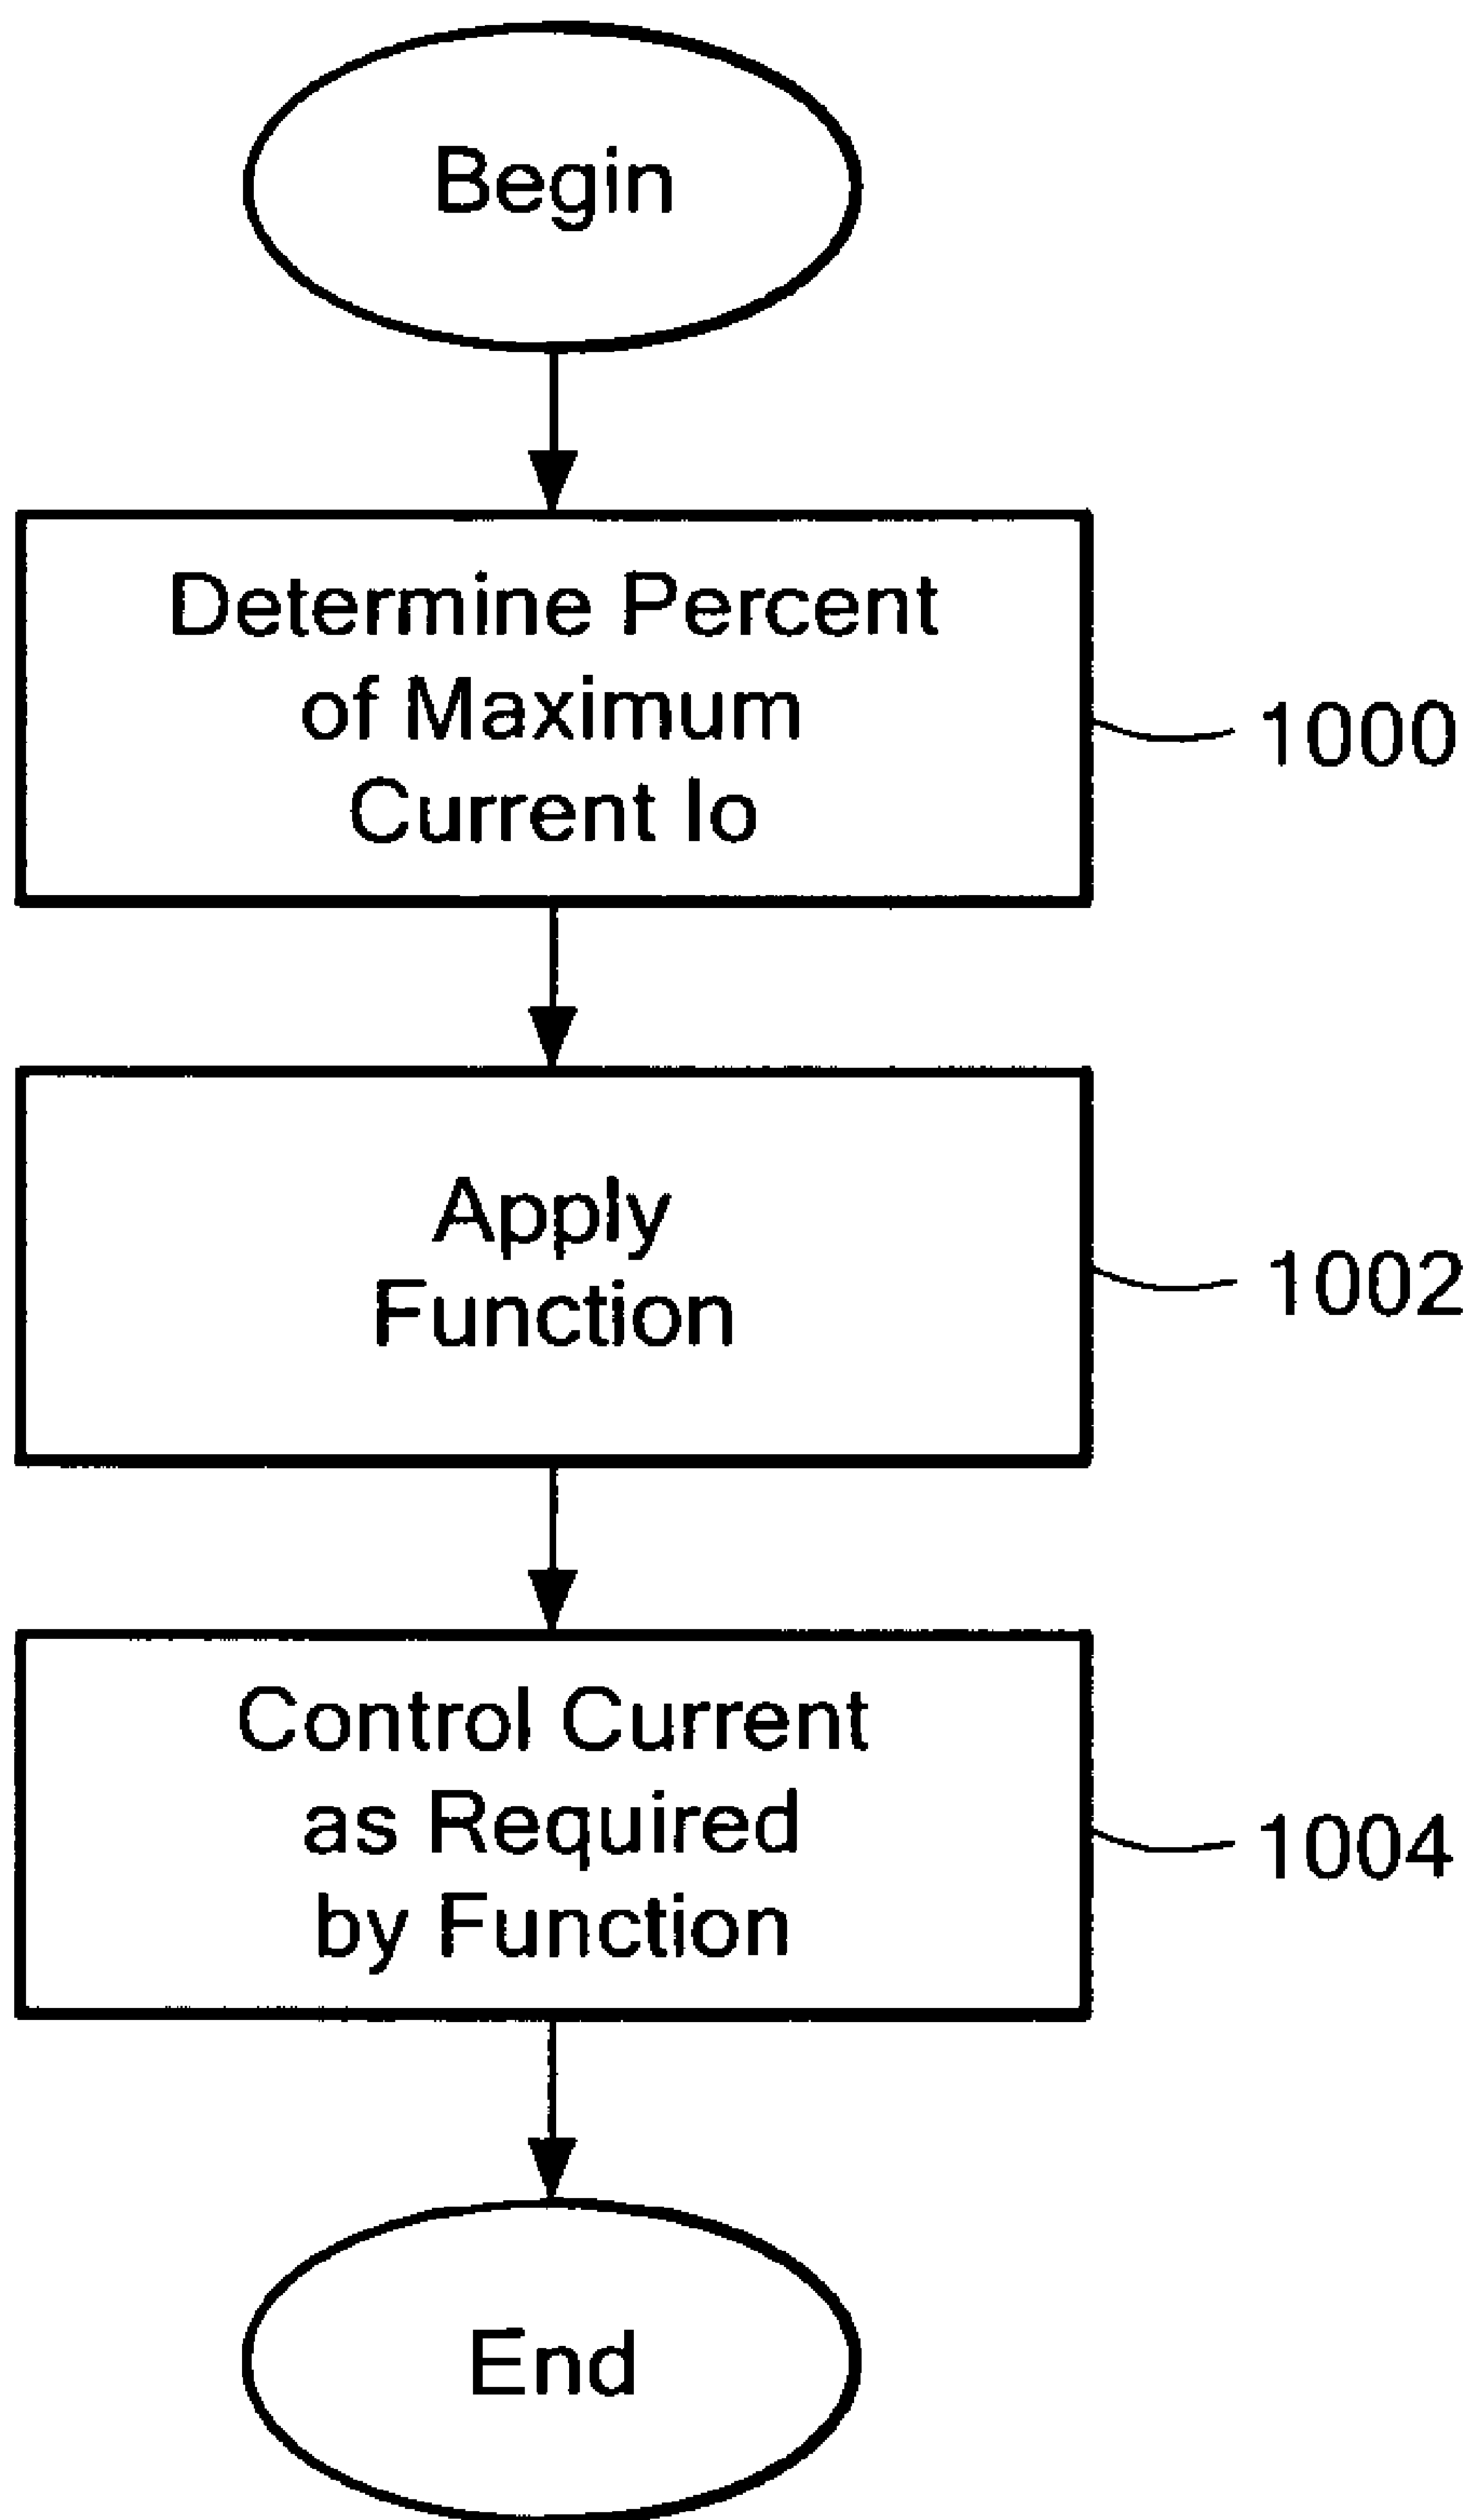 Begin
Determine Percent
of Maximum
Current Io
1000
Apply
Function
1002
Control Current
as Required
by Function
1004
End